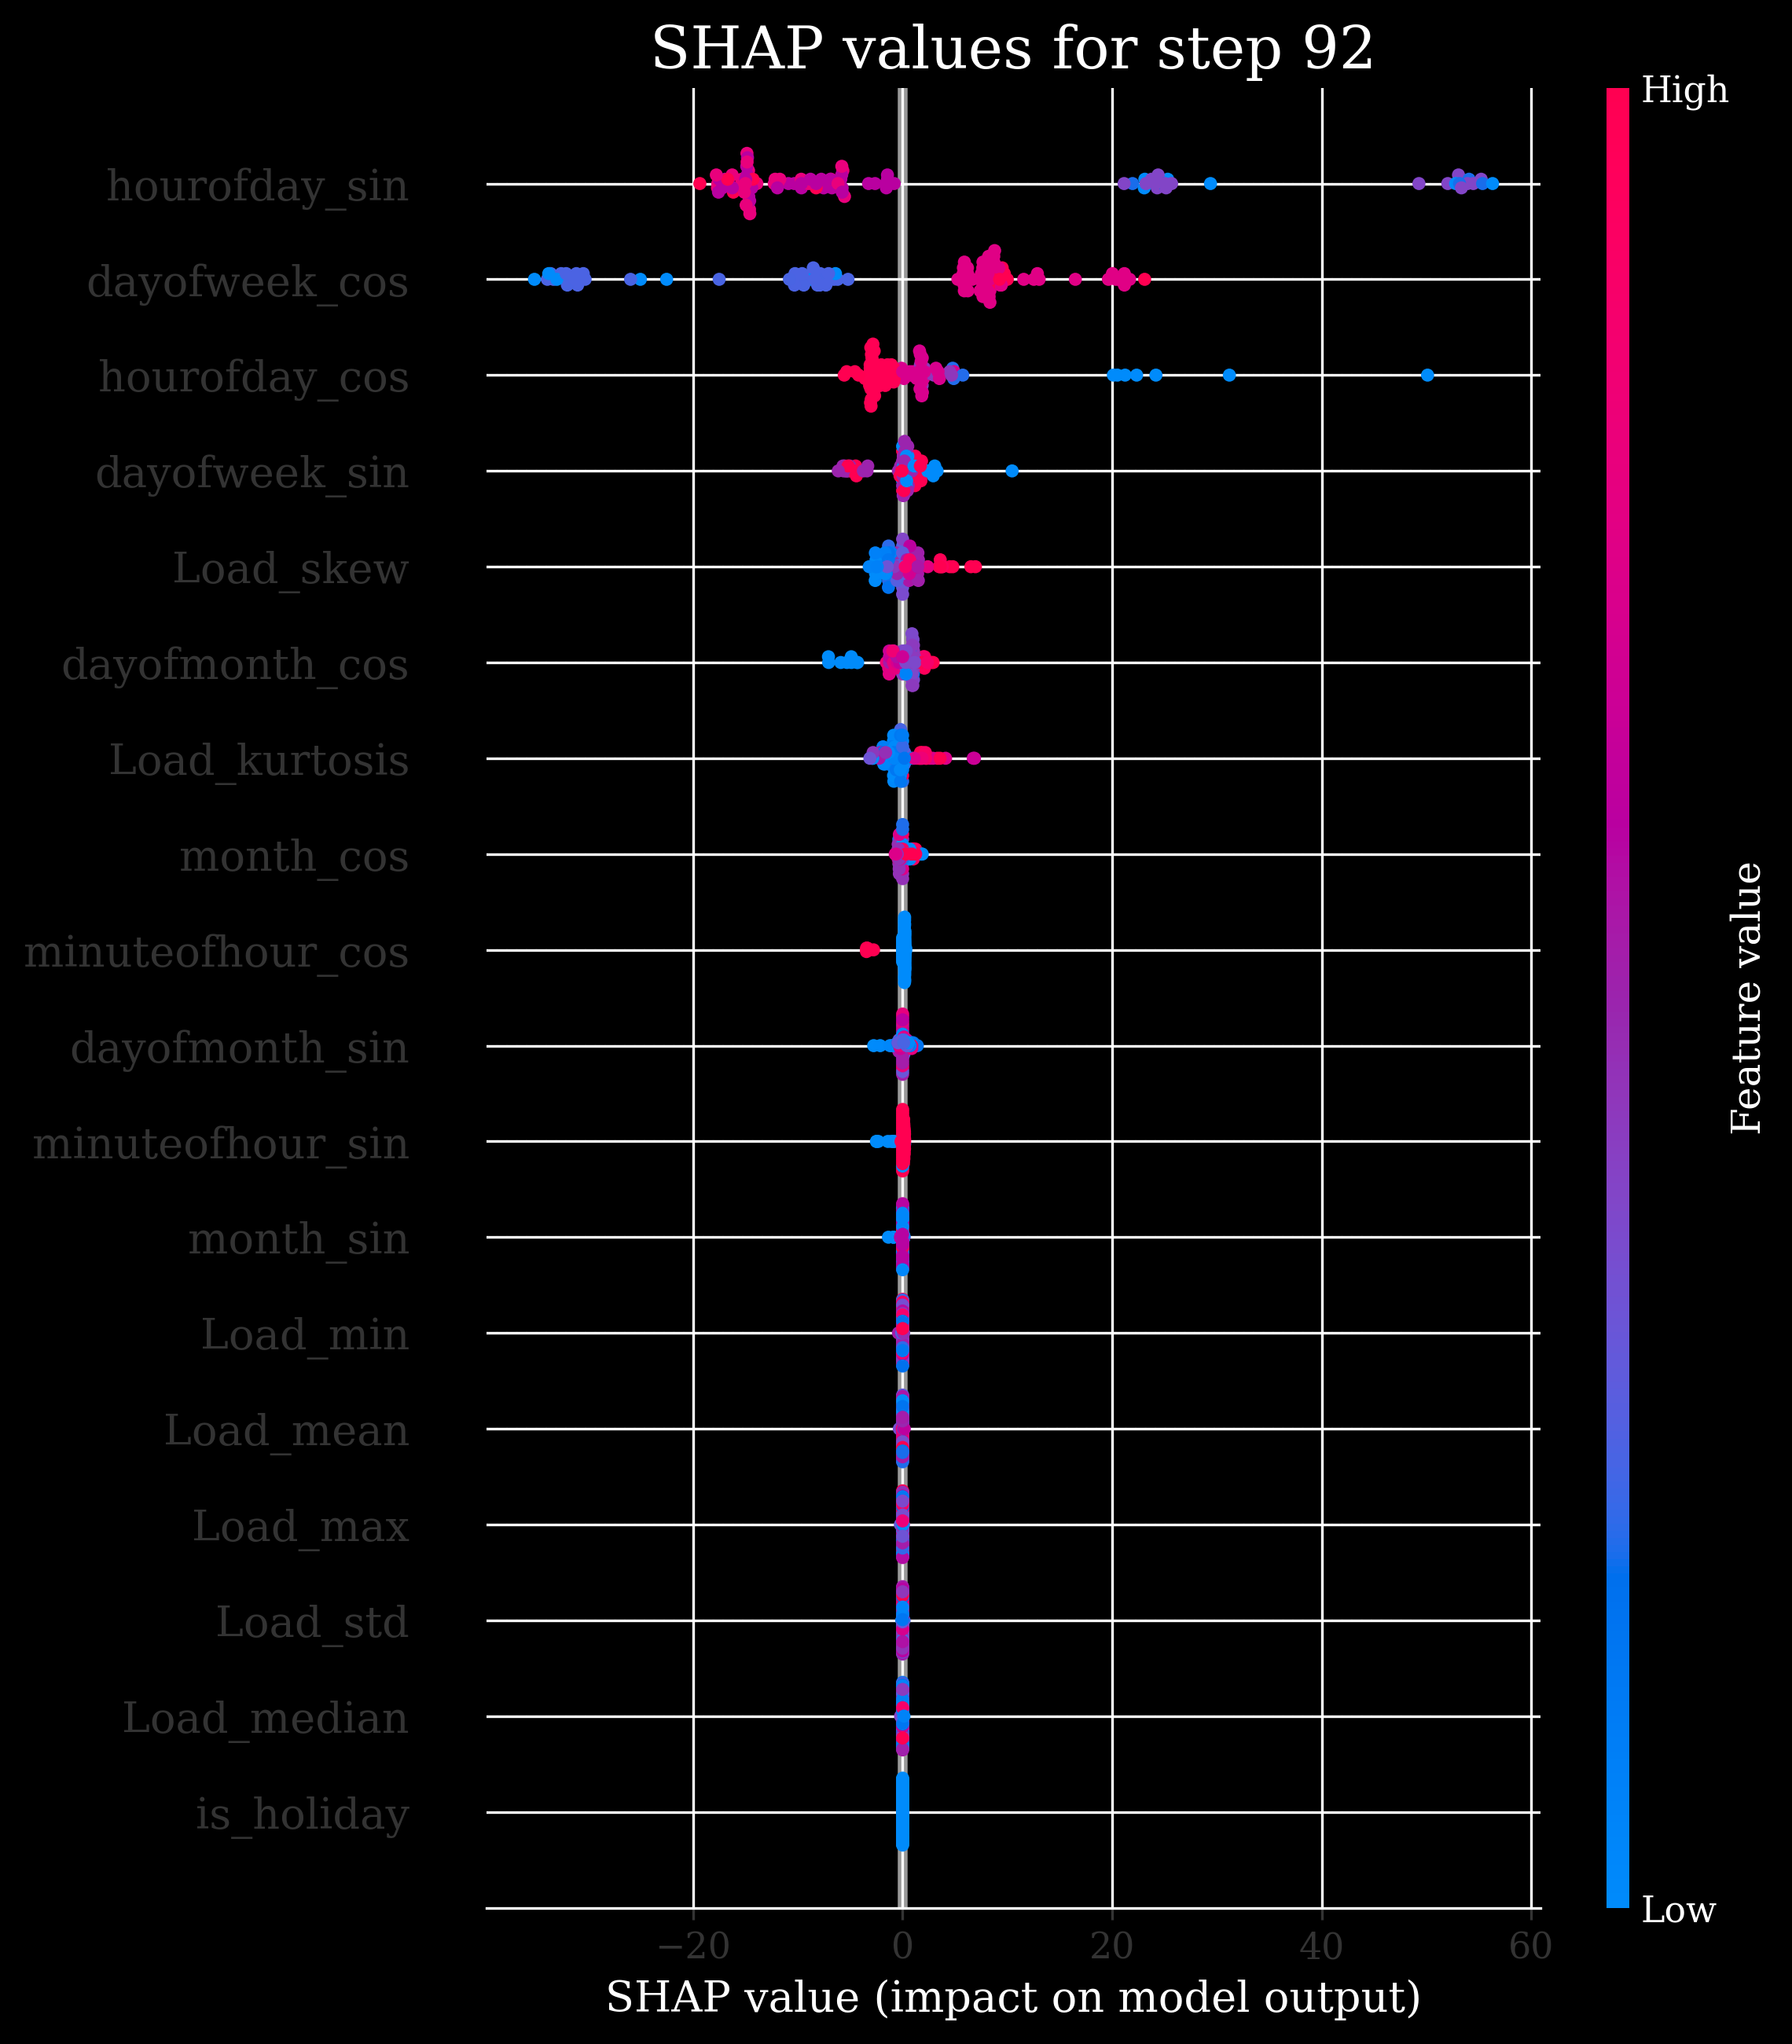 SHAP values for step 92
High
hourofday_sin
dayofweek_cos
hourofday_cos
dayofweek_sin
Load_skew
dayofmonth_cos
Load_kurtosis
month_cos
minuteofhour_cos
dayofmonth_sin
minuteofhour_sin
month_sin
Load_min
Load_mean
Load_max
Load_std
Load_median
is_holiday
Feature value
Low
−20 0 20 40 60
SHAP value (impact on model output)